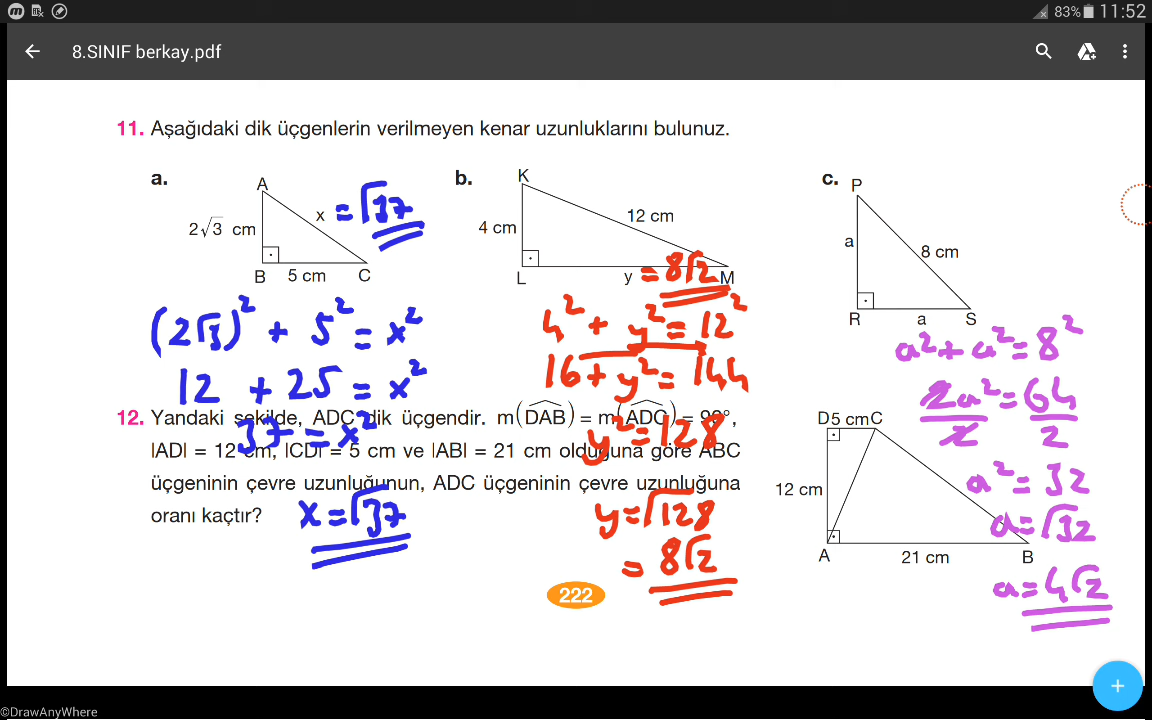 83% 11:52
8.SINIF berkay.pdf
11. Aşağıdaki dik üçgenlerin verilmeyen kenar uzunluklarını bulunuz.
a.
A
2√3 cm
x = √37
B 5 cm C
(2√3)² + 5² = x²
12 + 25 = x²
37 = x²
x = √37
b.
K
4 cm
12 cm
L y = 8√2 M
4² + y² = 12²
16 + y² = 144
y² = 128
y = √128
= 8√2
c.
P
a
8 cm
R a S
a² + a² = 8²
2a² = 64
2 2
a² = 32
a = √32
a = 4√2
12. Yandaki şekilde, ADC dik üçgendir. m(DAB) = m(ADC) = 90°,
IADI = 12 cm, ICDI = 5 cm ve IABI = 21 cm olduğuna göre ABC
üçgeninin çevre uzunluğunun, ADC üçgeninin çevre uzunluğuna
oranı kaçtır?
D 5 cm C
12 cm
A 21 cm B
222
+
©DrawAnyWhere